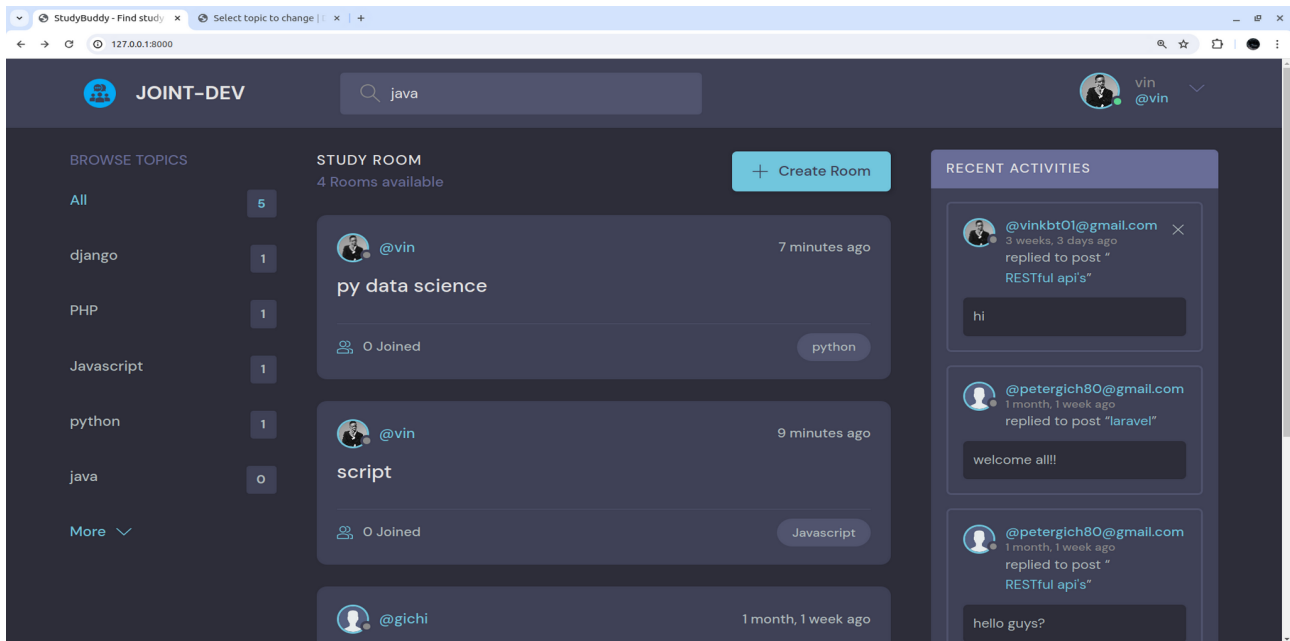 StudyBuddy - Find study
Select topic to change |
127.0.0.1:8000
JOINT-DEV
java
vin
@vin
BROWSE TOPICS
All
5
django
1
PHP
1
Javascript
1
python
1
java
0
More
STUDY ROOM
4 Rooms available
Create Room
@vin
7 minutes ago
py data science
0 Joined
python
@vin
9 minutes ago
script
0 Joined
Javascript
@gichi
1 month, 1 week ago
RECENT ACTIVITIES
@vinkbt01@gmail.com
3 weeks, 3 days ago
replied to post “
RESTful api's”
hi
@petergich80@gmail.com
1 month, 1 week ago
replied to post “laravel”
welcome all!!
@petergich80@gmail.com
1 month, 1 week ago
replied to post “
RESTful api's”
hello guys?